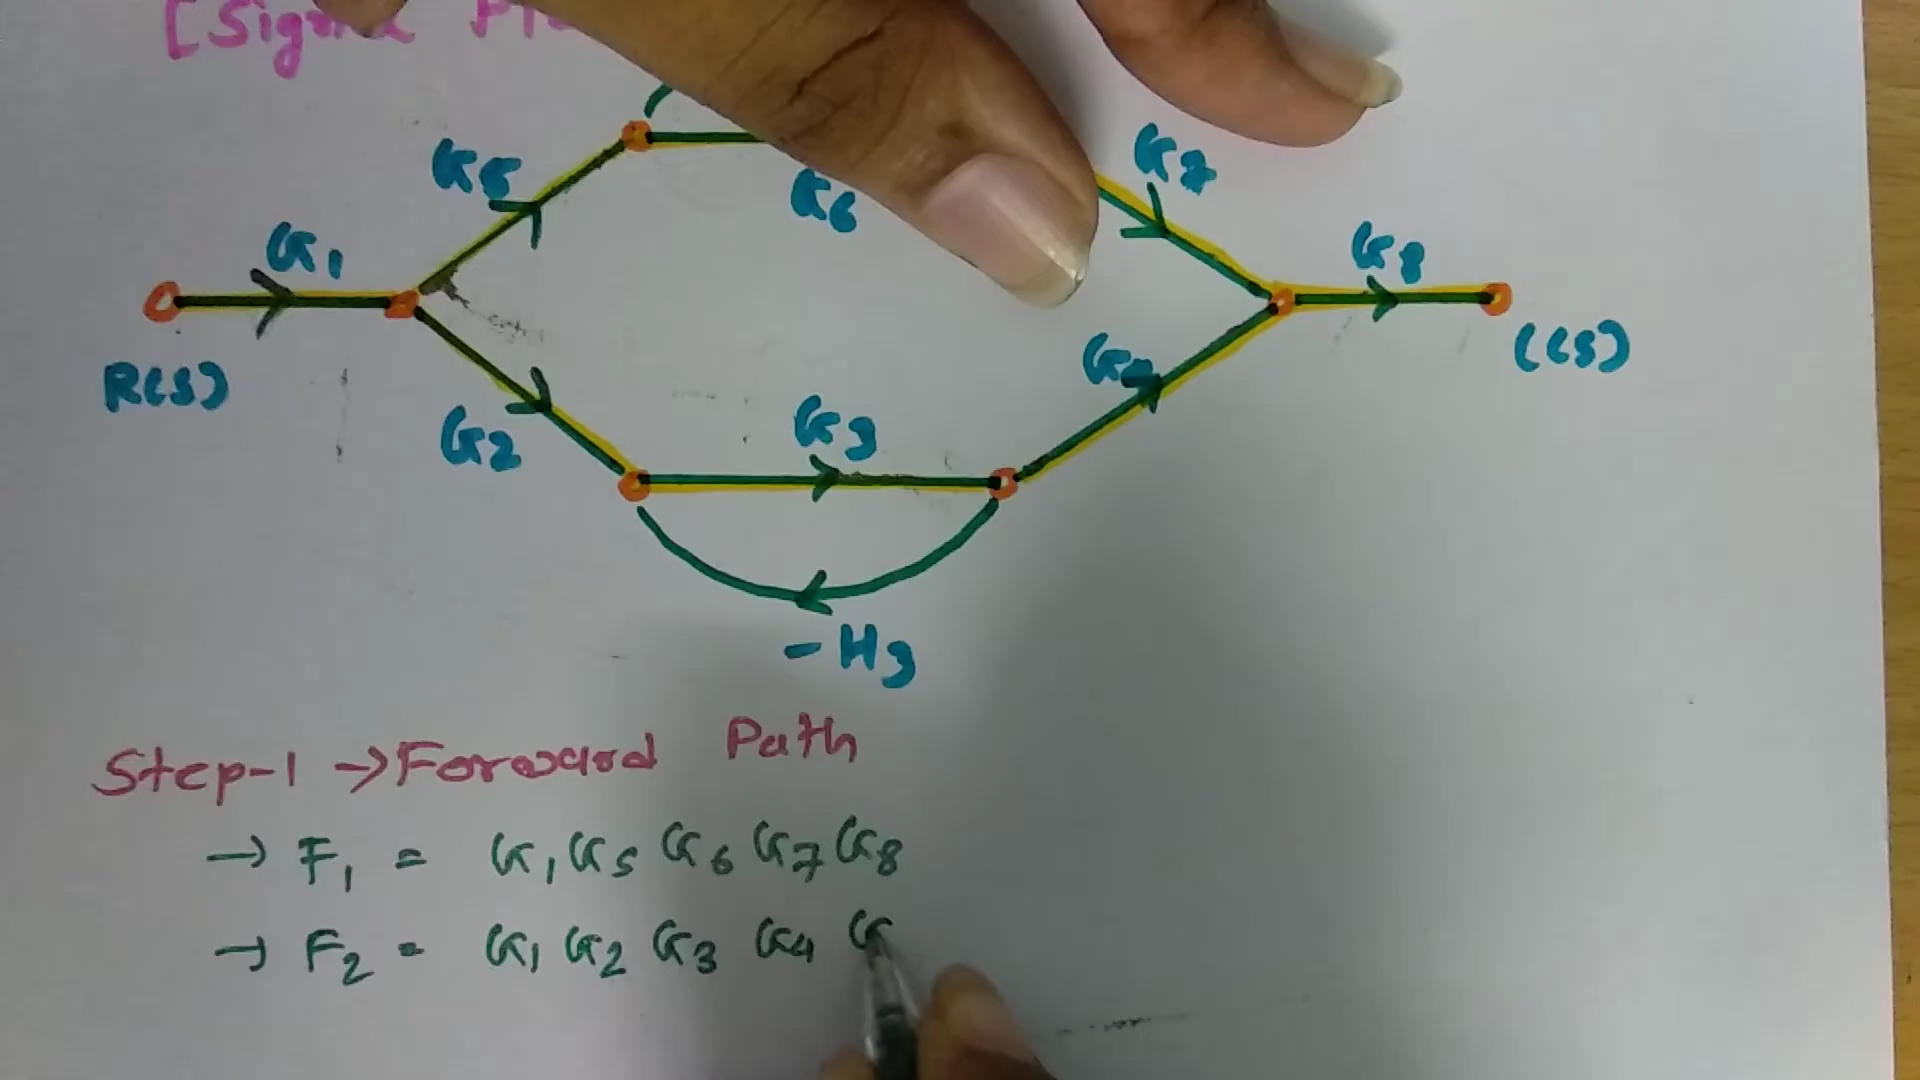 [Sigma
G5
G7
G6
G1
G8
R(S)
C(S)
G4
G2
G3
-H3
Step-1 → Forward Path
→ F1 = G1 G5 G6 G7 G8
→ F2 = G1 G2 G3 G4 G